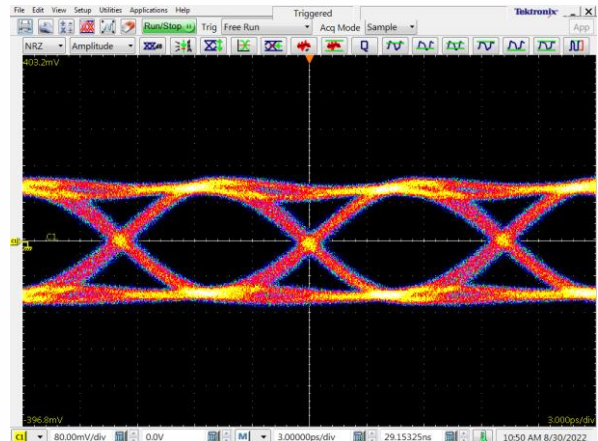 File Edit View Setup Utilities Applications Help Triggered Tektronix
Run/Stop Trig Free Run Acq Mode Sample App
NRZ Amplitude Q
403.2mV
C1
C1
-396.8mV 3.000ps/div
C1 80.00mV/div 0.0V M 3.00000ps/div 29.15325ns 10:50 AM 8/30/2022